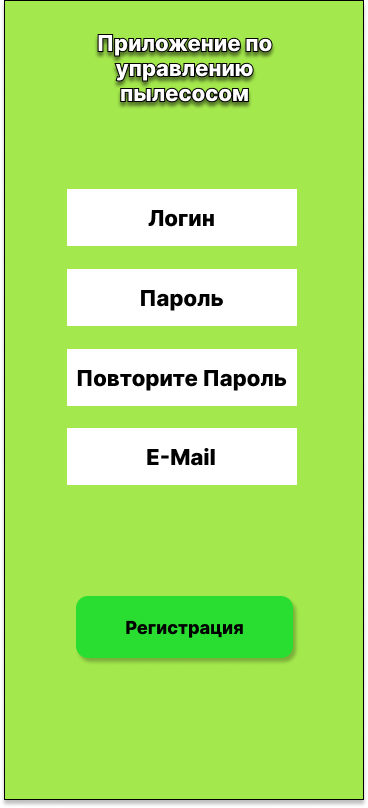 Приложение по
управлению
пылесосом
Логин
Пароль
Повторите Пароль
E-Mail
Регистрация